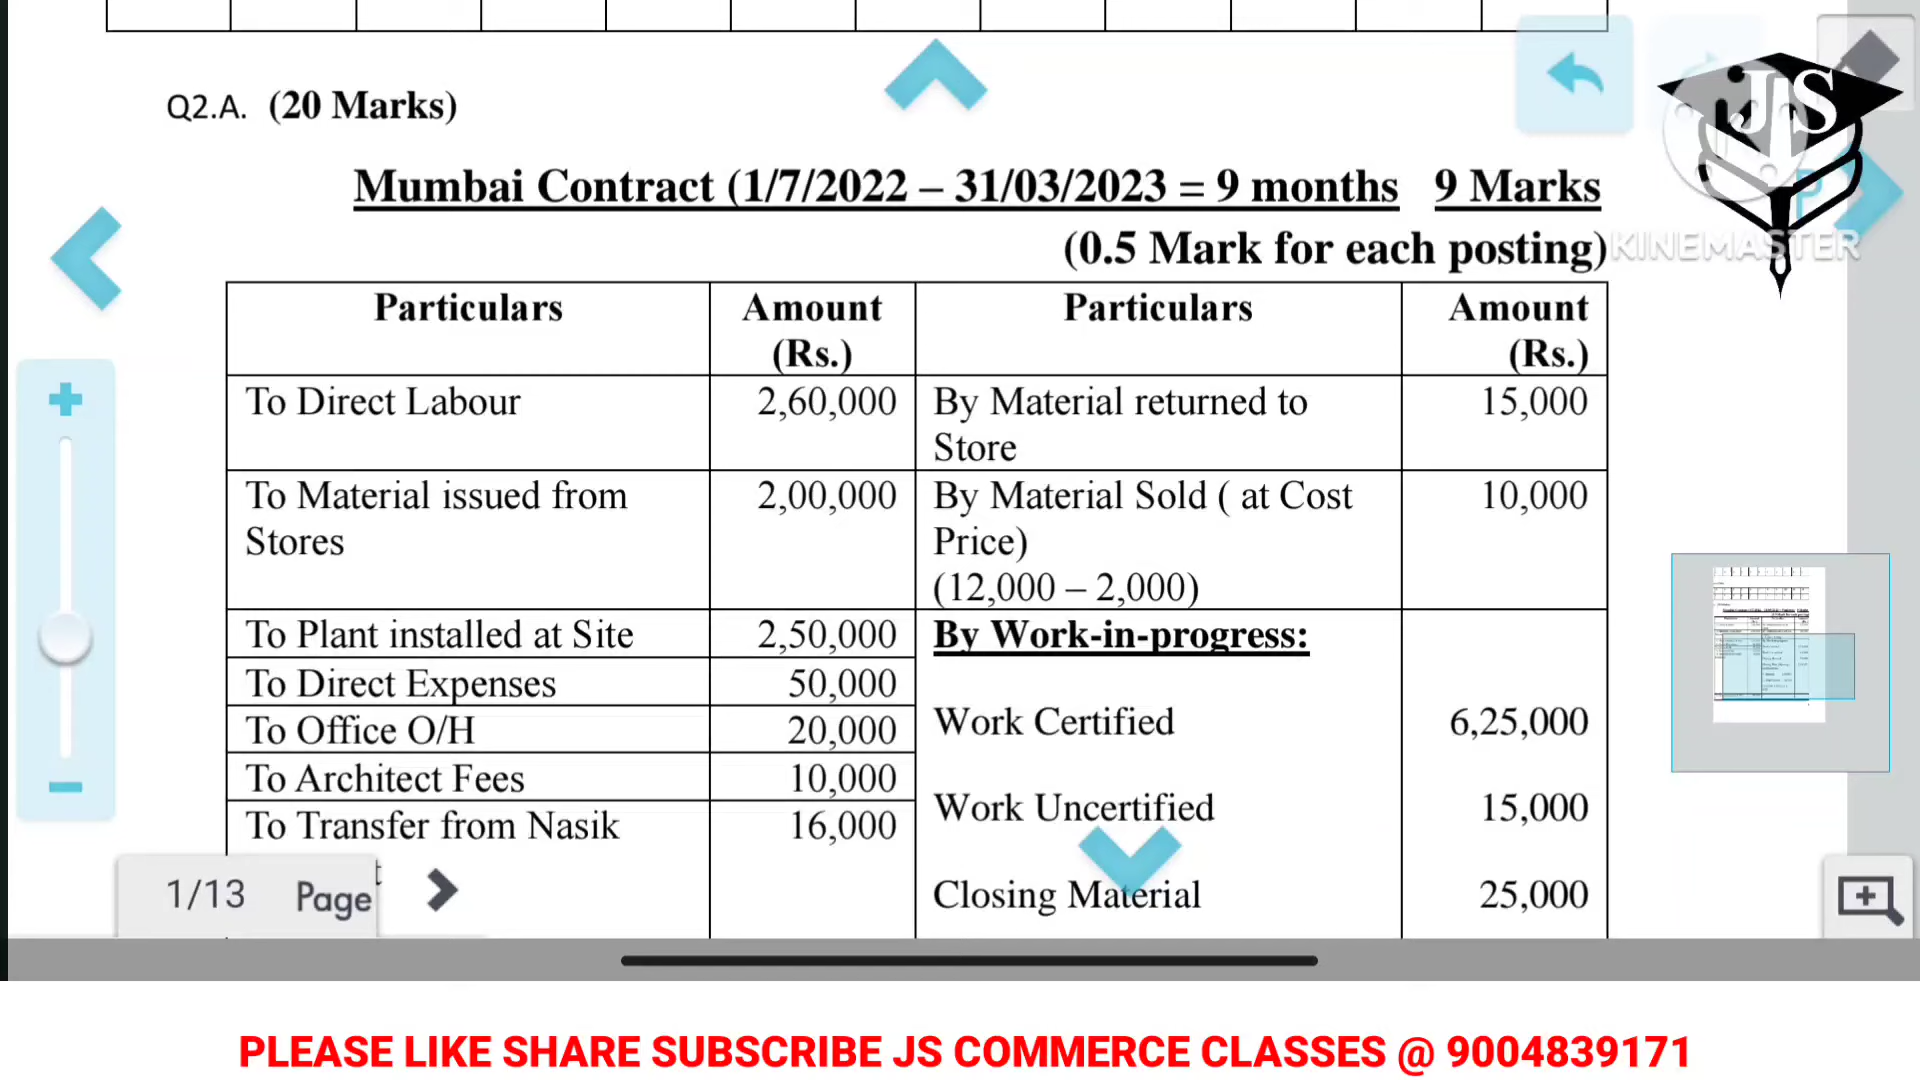 Q2.A. (20 Marks)
Mumbai Contract (1/7/2022 – 31/03/2023 = 9 months 9 Marks
(0.5 Mark for each posting)
JS
KINEMASTER
Particulars Amount (Rs.) Particulars Amount (Rs.)
To Direct Labour 2,60,000 By Material returned to Store 15,000
To Material issued from Stores 2,00,000 By Material Sold ( at Cost Price) (12,000 – 2,000) 10,000
To Plant installed at Site 2,50,000 By Work-in-progress:
To Direct Expenses 50,000
To Office O/H 20,000 Work Certified 6,25,000
To Architect Fees 10,000
To Transfer from Nasik 16,000 Work Uncertified 15,000
Closing Material 25,000
1/13 Page
PLEASE LIKE SHARE SUBSCRIBE JS COMMERCE CLASSES @ 9004839171